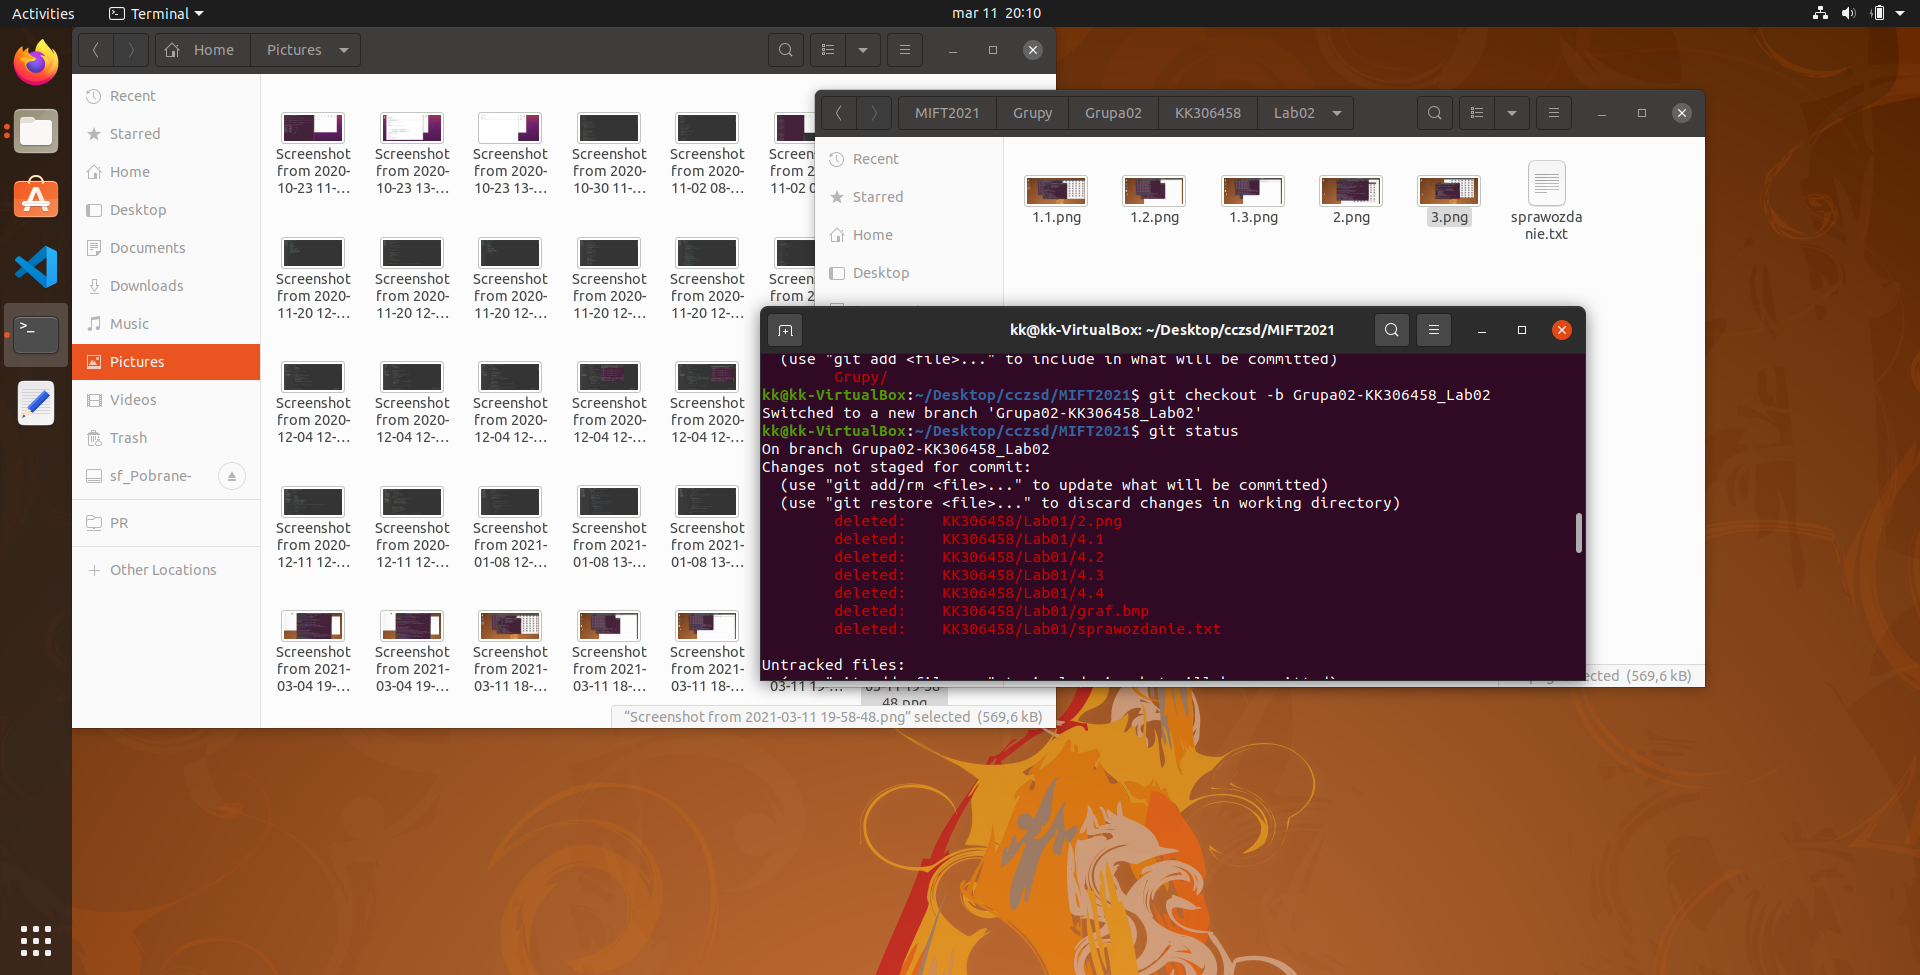 Activities
Terminal
mar 11 20:10
Home
Pictures
Recent
Starred
Home
Desktop
Documents
Downloads
Music
Pictures
Videos
Trash
sf_Pobrane-
PR
Other Locations
Screenshot from 2020-10-23 11-...
Screenshot from 2020-10-23 13-...
Screenshot from 2020-10-23 13-...
Screenshot from 2020-10-30 11-...
Screenshot from 2020-11-02 08-...
Screens
from 2
11-02 0
Screenshot from 2020-11-20 12-...
Screenshot from 2020-11-20 12-...
Screenshot from 2020-11-20 12-...
Screenshot from 2020-11-20 12-...
Screenshot from 2020-11-20 12-...
Screens
from 2
Screenshot from 2020-12-04 12-...
Screenshot from 2020-12-04 12-...
Screenshot from 2020-12-04 12-...
Screenshot from 2020-12-04 12-...
Screenshot from 2020-12-04 12-...
Screenshot from 2020-12-11 12-...
Screenshot from 2020-12-11 12-...
Screenshot from 2021-01-08 12-...
Screenshot from 2021-01-08 13-...
Screenshot from 2021-01-08 13-...
Screenshot from 2021-03-04 19-...
Screenshot from 2021-03-04 19-...
Screenshot from 2021-03-11 18-...
Screenshot from 2021-03-11 18-...
Screenshot from 2021-03-11 18-...
03-11 19-...
03-11 19-58-
48.png
“Screenshot from 2021-03-11 19-58-48.png” selected (569,6 kB)
MIFT2021
Grupy
Grupa02
KK306458
Lab02
Recent
Starred
Home
Desktop
1.1.png
1.2.png
1.3.png
2.png
3.png
sprawozda
nie.txt
ected (569,6 kB)
kk@kk-VirtualBox: ~/Desktop/cczsd/MIFT2021
(use "git add <file>..." to include in what will be committed)
Grupy/
kk@kk-VirtualBox:~/Desktop/cczsd/MIFT2021$ git checkout -b Grupa02-KK306458_Lab02
Switched to a new branch 'Grupa02-KK306458_Lab02'
kk@kk-VirtualBox:~/Desktop/cczsd/MIFT2021$ git status
On branch Grupa02-KK306458_Lab02
Changes not staged for commit:
(use "git add/rm <file>..." to update what will be committed)
(use "git restore <file>..." to discard changes in working directory)
deleted: KK306458/Lab01/2.png
deleted: KK306458/Lab01/4.1
deleted: KK306458/Lab01/4.2
deleted: KK306458/Lab01/4.3
deleted: KK306458/Lab01/4.4
deleted: KK306458/Lab01/graf.bmp
deleted: KK306458/Lab01/sprawozdanie.txt
Untracked files: